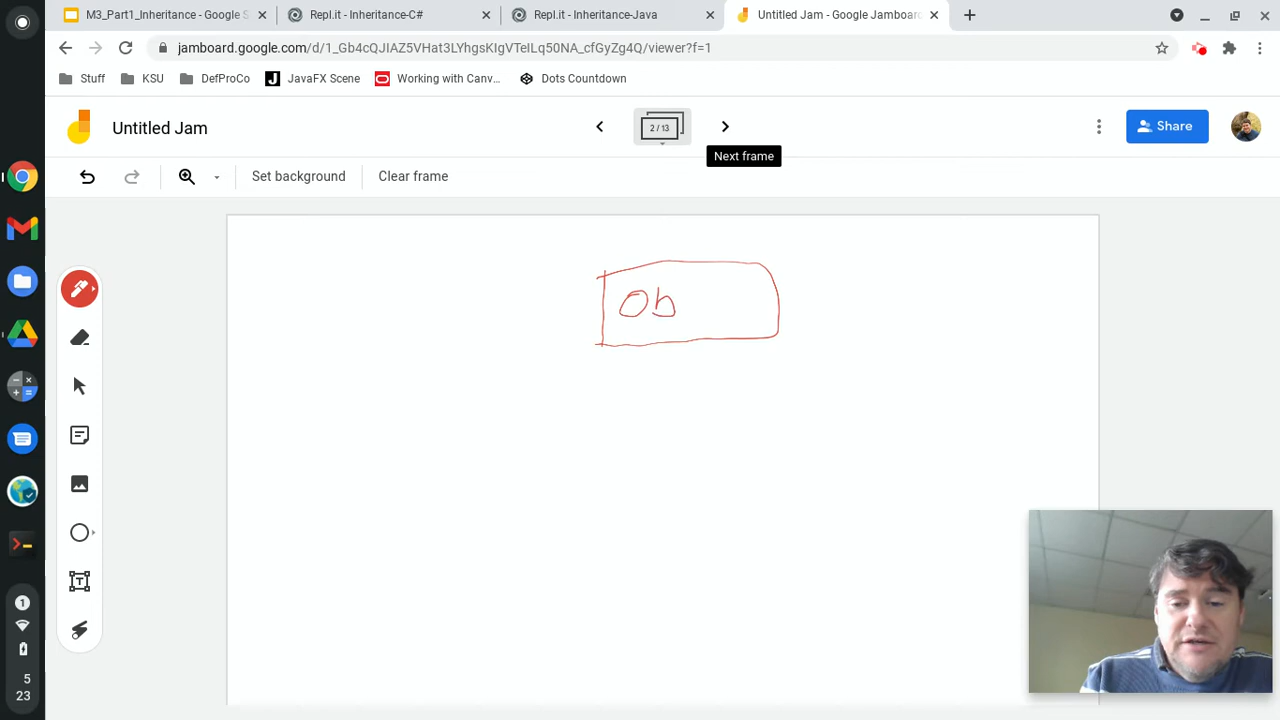 M3_Part1_Inheritance - Google S
Repl.it - Inheritance-C#
Repl.it - Inheritance-Java
Untitled Jam - Google Jamboard
jamboard.google.com/d/1_Gb4cQJIAZ5VHat3LYhgsKIgVTeILq50NA_cfGyZg4Q/viewer?f=1
Stuff
KSU
DefProCo
JavaFX Scene
Working with Canv...
Dots Countdown
Untitled Jam
2 / 13
Share
Next frame
Set background
Clear frame
Ob
1
5
23